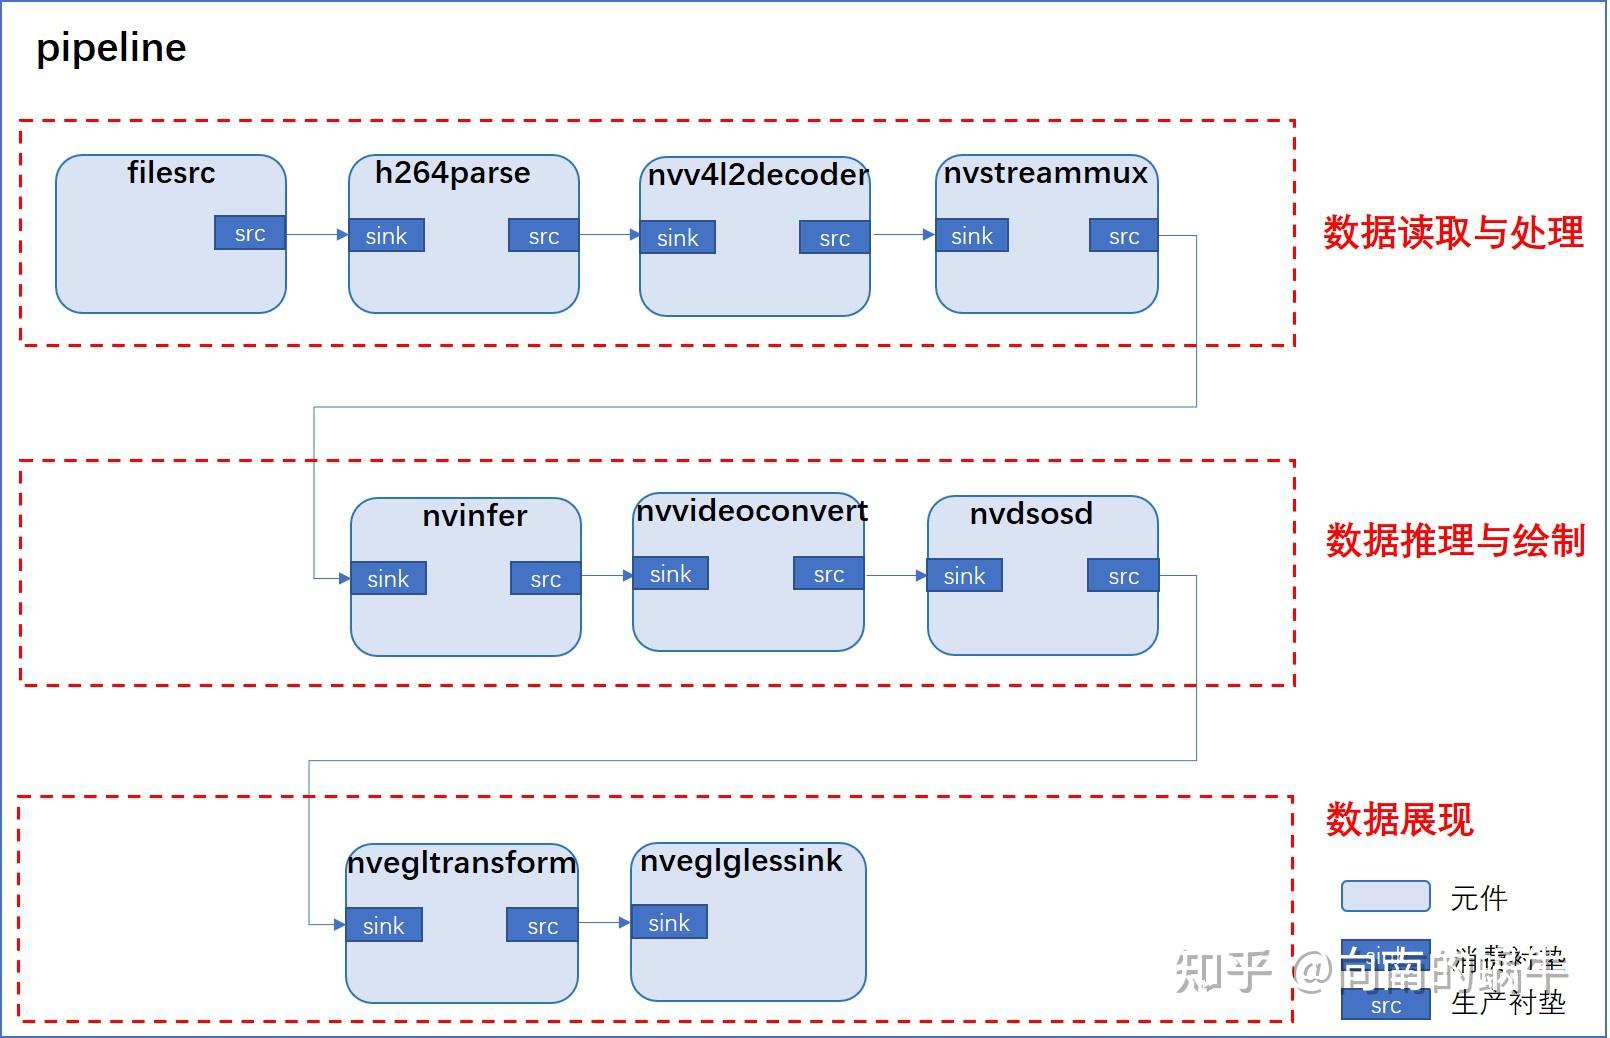 pipeline
filesrc
h264parse
nvv4l2decoder
nvstreammux
src
sink
src
sink
src
sink
src
数据读取与处理
nvinfer
nvvideoconvert
nvdsosd
sink
src
sink
src
sink
src
数据推理与绘制
数据展现
nvegltransform
nveglglessink
sink
src
sink
元件
sink
消费衬垫
src
生产衬垫
知乎 @向南的蜗牛